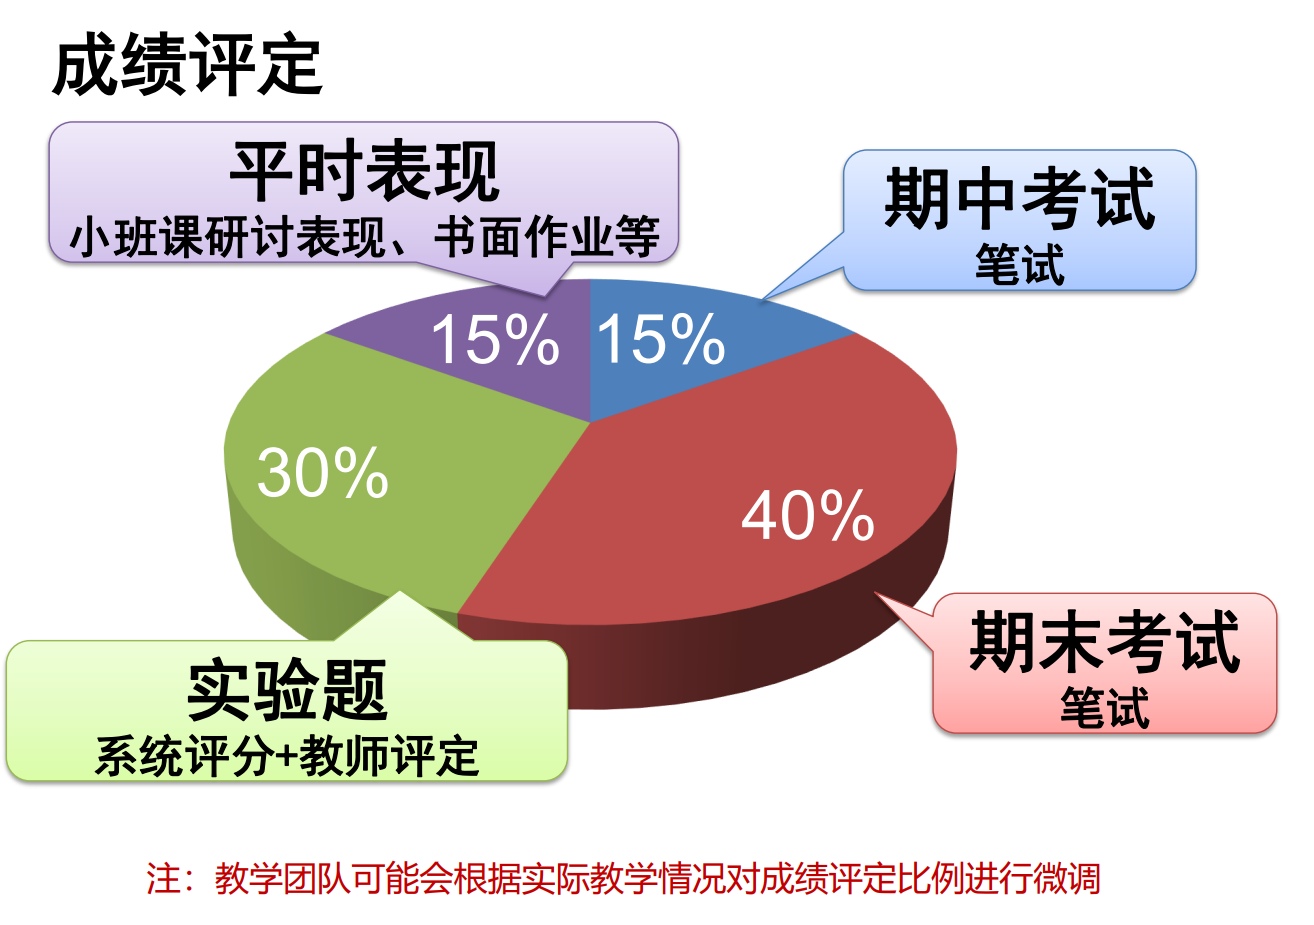 成绩评定
平时表现
小班课研讨表现、书面作业等
期中考试
笔试
15%
15%
30%
40%
期末考试
笔试
实验题
系统评分+教师评定
注：教学团队可能会根据实际教学情况对成绩评定比例进行微调